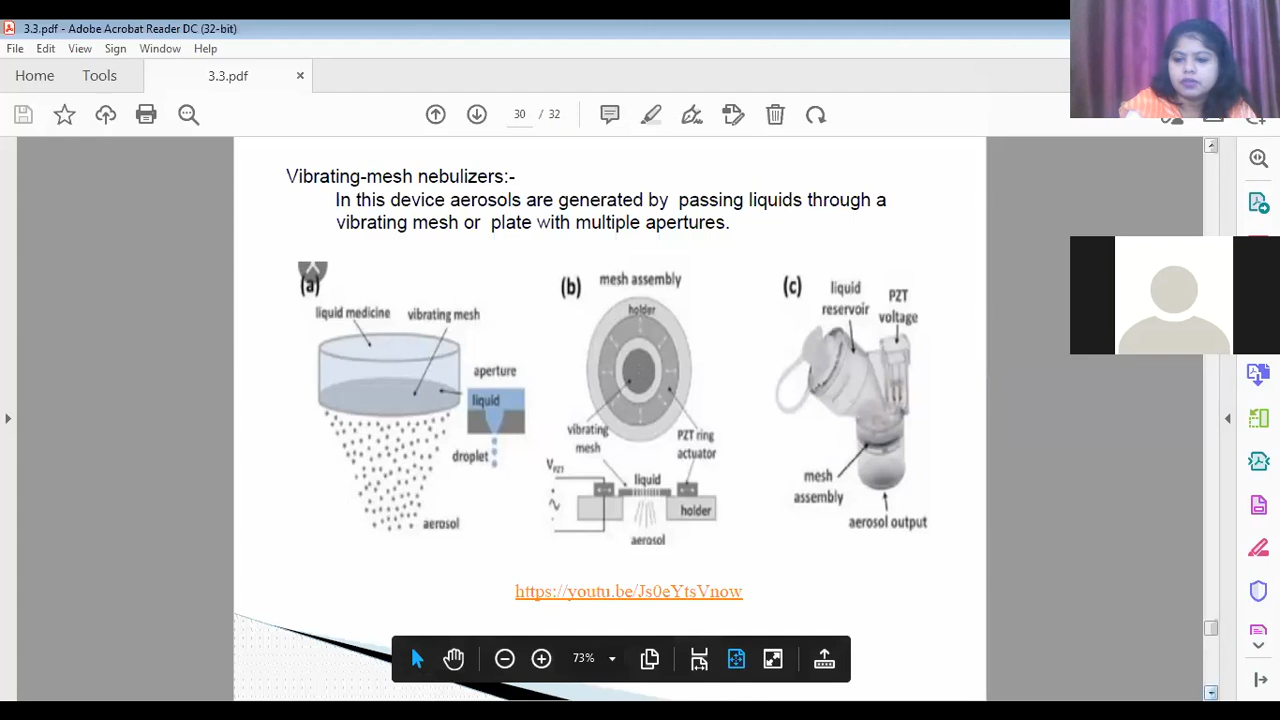 3.3.pdf - Adobe Acrobat Reader DC (32-bit)
File Edit View Sign Window Help
Home Tools 3.3.pdf ×
30 / 32
Vibrating-mesh nebulizers:-
In this device aerosols are generated by passing liquids through a
vibrating mesh or plate with multiple apertures.
(a)
liquid medicine
vibrating mesh
aperture
liquid
droplet
aerosol
(b)
mesh assembly
holder
vibrating
mesh
PZT ring
actuator
VPZT
liquid
holder
aerosol
(c)
liquid
reservoir
PZT
voltage
mesh
assembly
aerosol output
https://youtu.be/Js0eYtsVnow
73%